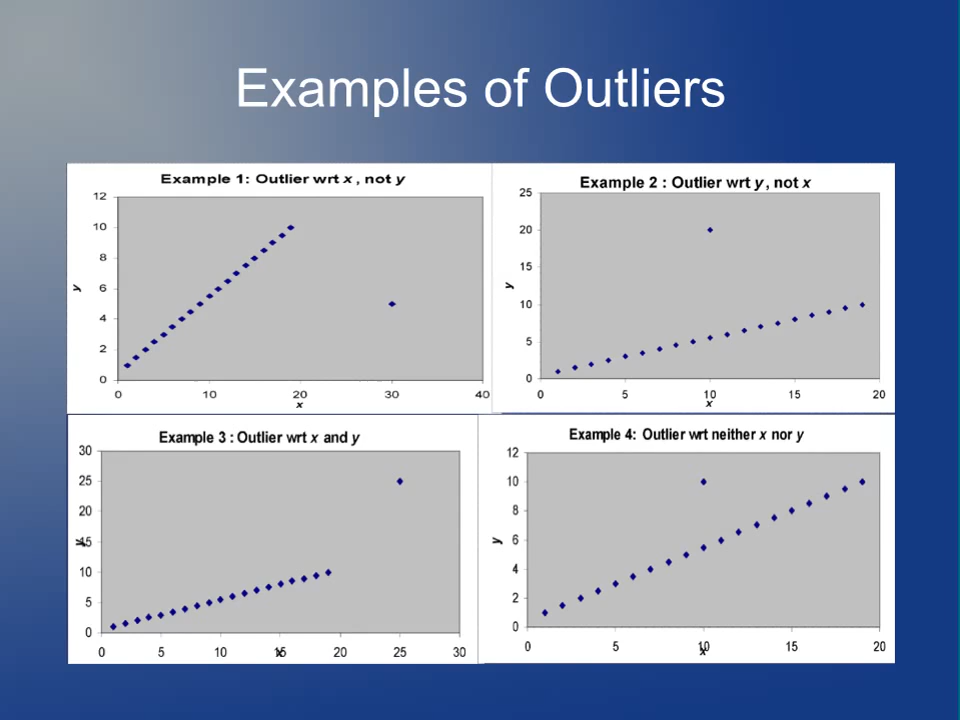 Examples of Outliers
Example 1: Outlier wrt x , not y
12
10
8
6
4
2
0
y
0 10 20 30 40
x
Example 2 : Outlier wrt y , not x
25
20
15
10
5
0
y
0 5 10 15 20
x
Example 3 : Outlier wrt x and y
30
25
20
15
10
5
0
y
0 5 10 15 20 25 30
x
Example 4: Outlier wrt neither x nor y
12
10
8
6
4
2
0
y
0 5 10 15 20
x